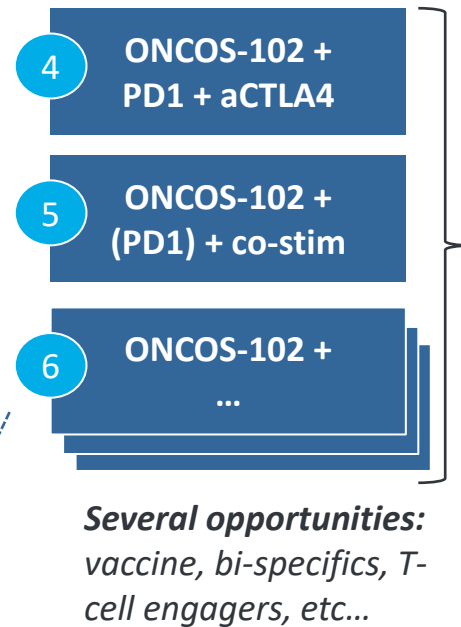 4
ONCOS-102 +
PD1 + aCTLA4
5
ONCOS-102 +
(PD1) + co-stim
6
ONCOS-102 +
...
Several opportunities:
vaccine, bi-specifics, T-
cell engagers, etc...